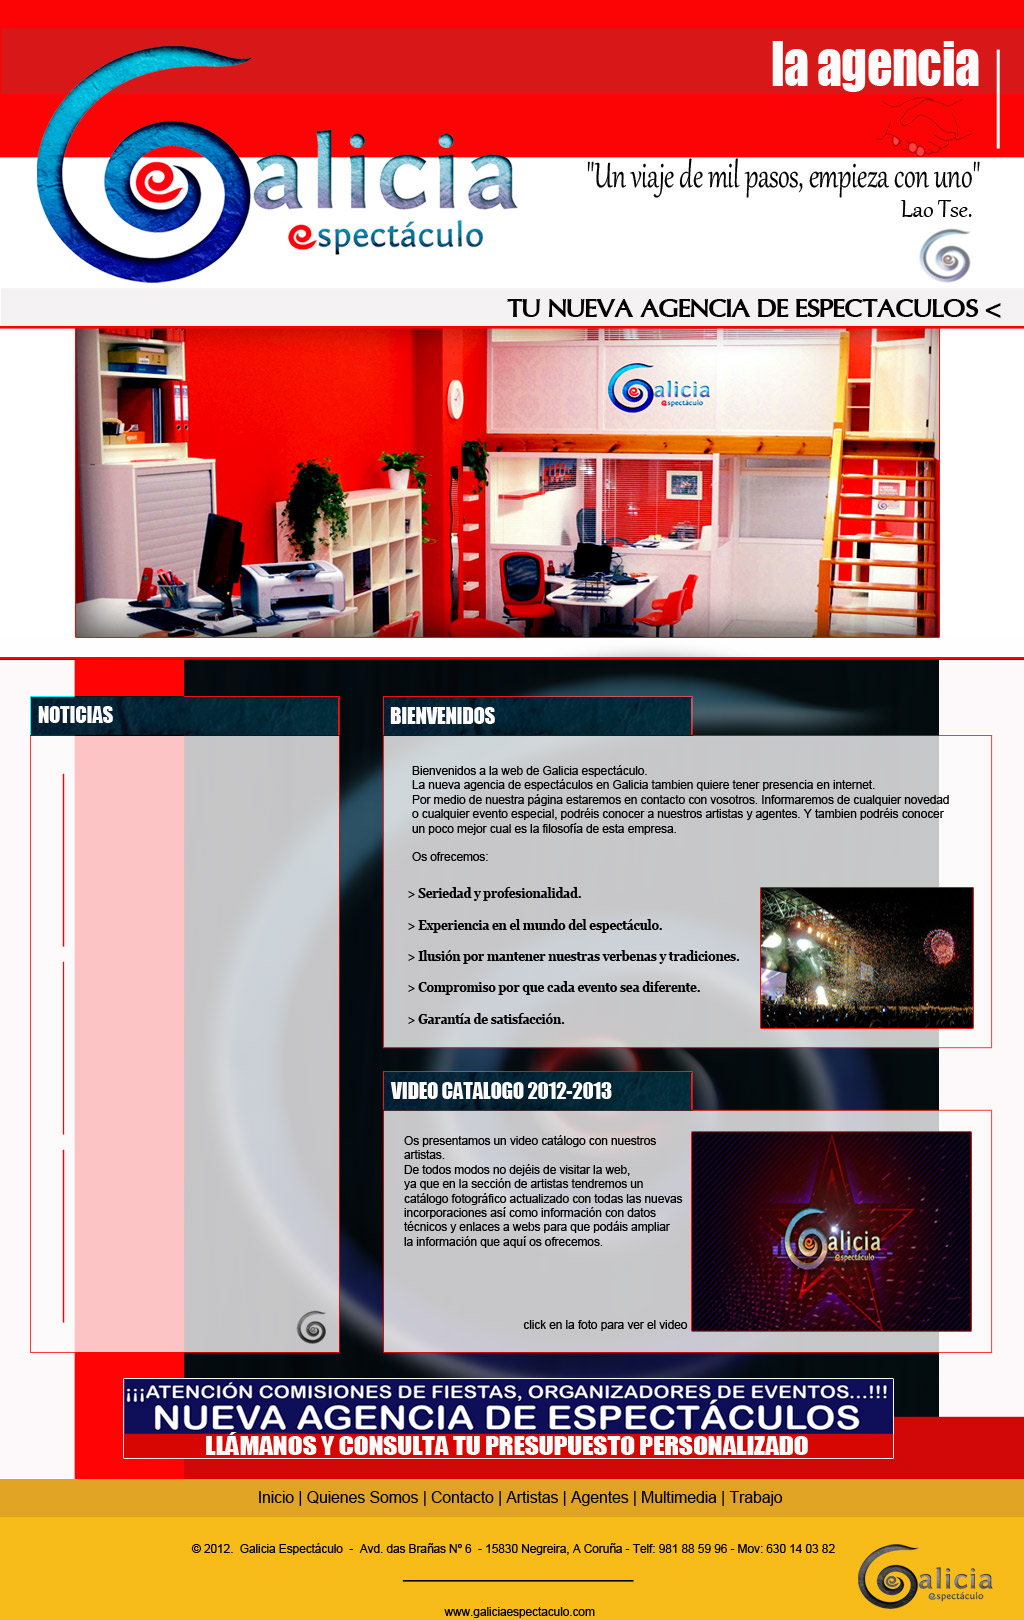 la agencia
Galicia
espectáculo
"Un viaje de mil pasos, empieza con uno"
Lao Tse.
TU NUEVA AGENCIA DE ESPECTACULOS <
Galicia
espectáculo
NOTICIAS
BIENVENIDOS
Bienvenidos a la web de Galicia espectáculo.
La nueva agencia de espectáculos en Galicia tambien quiere tener presencia en internet.
Por medio de nuestra página estaremos en contacto con vosotros. Informaremos de cualquier novedad
o cualquier evento especial, podréis conocer a nuestros artistas y agentes. Y tambien podréis conocer
un poco mejor cual es la filosofía de esta empresa.
Os ofrecemos:
> Seriedad y profesionalidad.
> Experiencia en el mundo del espectáculo.
> Ilusión por mantener nuestras verbenas y tradiciones.
> Compromiso por que cada evento sea diferente.
> Garantía de satisfacción.
VIDEO CATALOGO 2012-2013
Os presentamos un video catálogo con nuestros
artistas.
De todos modos no dejéis de visitar la web,
ya que en la sección de artistas tendremos un
catálogo fotográfico actualizado con todas las nuevas
incorporaciones así como información con datos
técnicos y enlaces a webs para que podáis ampliar
la información que aquí os ofrecemos.
Galicia
espectáculo
click en la foto para ver el video
¡¡¡ATENCIÓN COMISIONES DE FIESTAS, ORGANIZADORES DE EVENTOS...!!!
NUEVA AGENCIA DE ESPECTÁCULOS
LLÁMANOS Y CONSULTA TU PRESUPUESTO PERSONALIZADO
Inicio | Quienes Somos | Contacto | Artistas | Agentes | Multimedia | Trabajo
© 2012. Galicia Espectáculo - Avd. das Brañas Nº 6 - 15830 Negreira, A Coruña - Telf: 981 88 59 96 - Mov: 630 14 03 82
Galicia
espectáculo
www.galiciaespectaculo.com